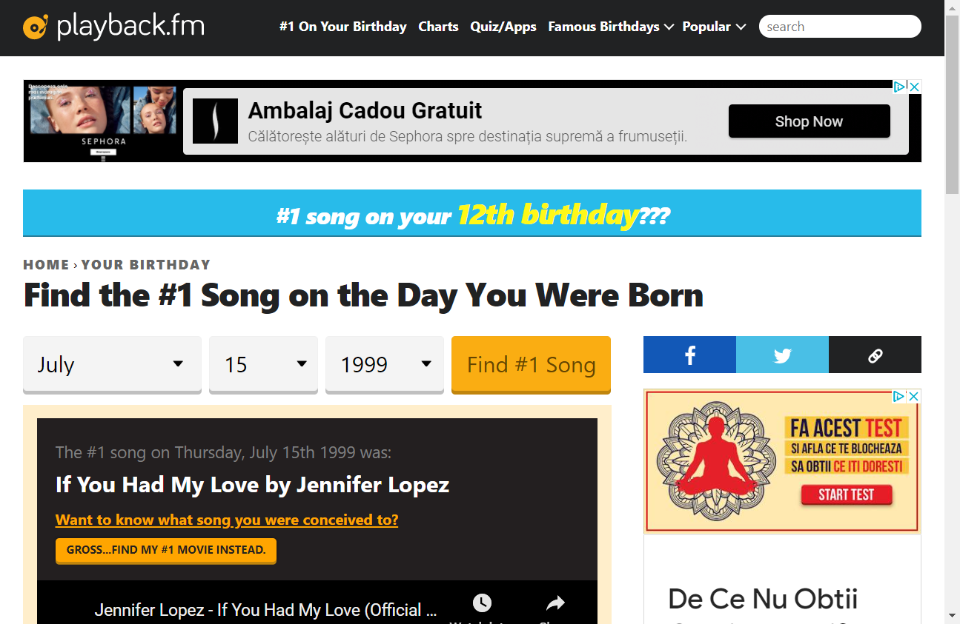 playback.fm
#1 On Your Birthday Charts Quiz/Apps Famous Birthdays Popular
search
SEPHORA
Ambalaj Cadou Gratuit
Călătorește alături de Sephora spre destinația supremă a frumuseții.
Shop Now
#1 song on your 12th birthday???
HOME › YOUR BIRTHDAY
Find the #1 Song on the Day You Were Born
July 15 1999 Find #1 Song
The #1 song on Thursday, July 15th 1999 was:
If You Had My Love by Jennifer Lopez
Want to know what song you were conceived to?
GROSS...FIND MY #1 MOVIE INSTEAD.
Jennifer Lopez - If You Had My Love (Official ...
FA ACEST TEST
SI AFLA CE TE BLOCHEAZA
SA OBTII CE ITI DORESTI
START TEST
De Ce Nu Obtii